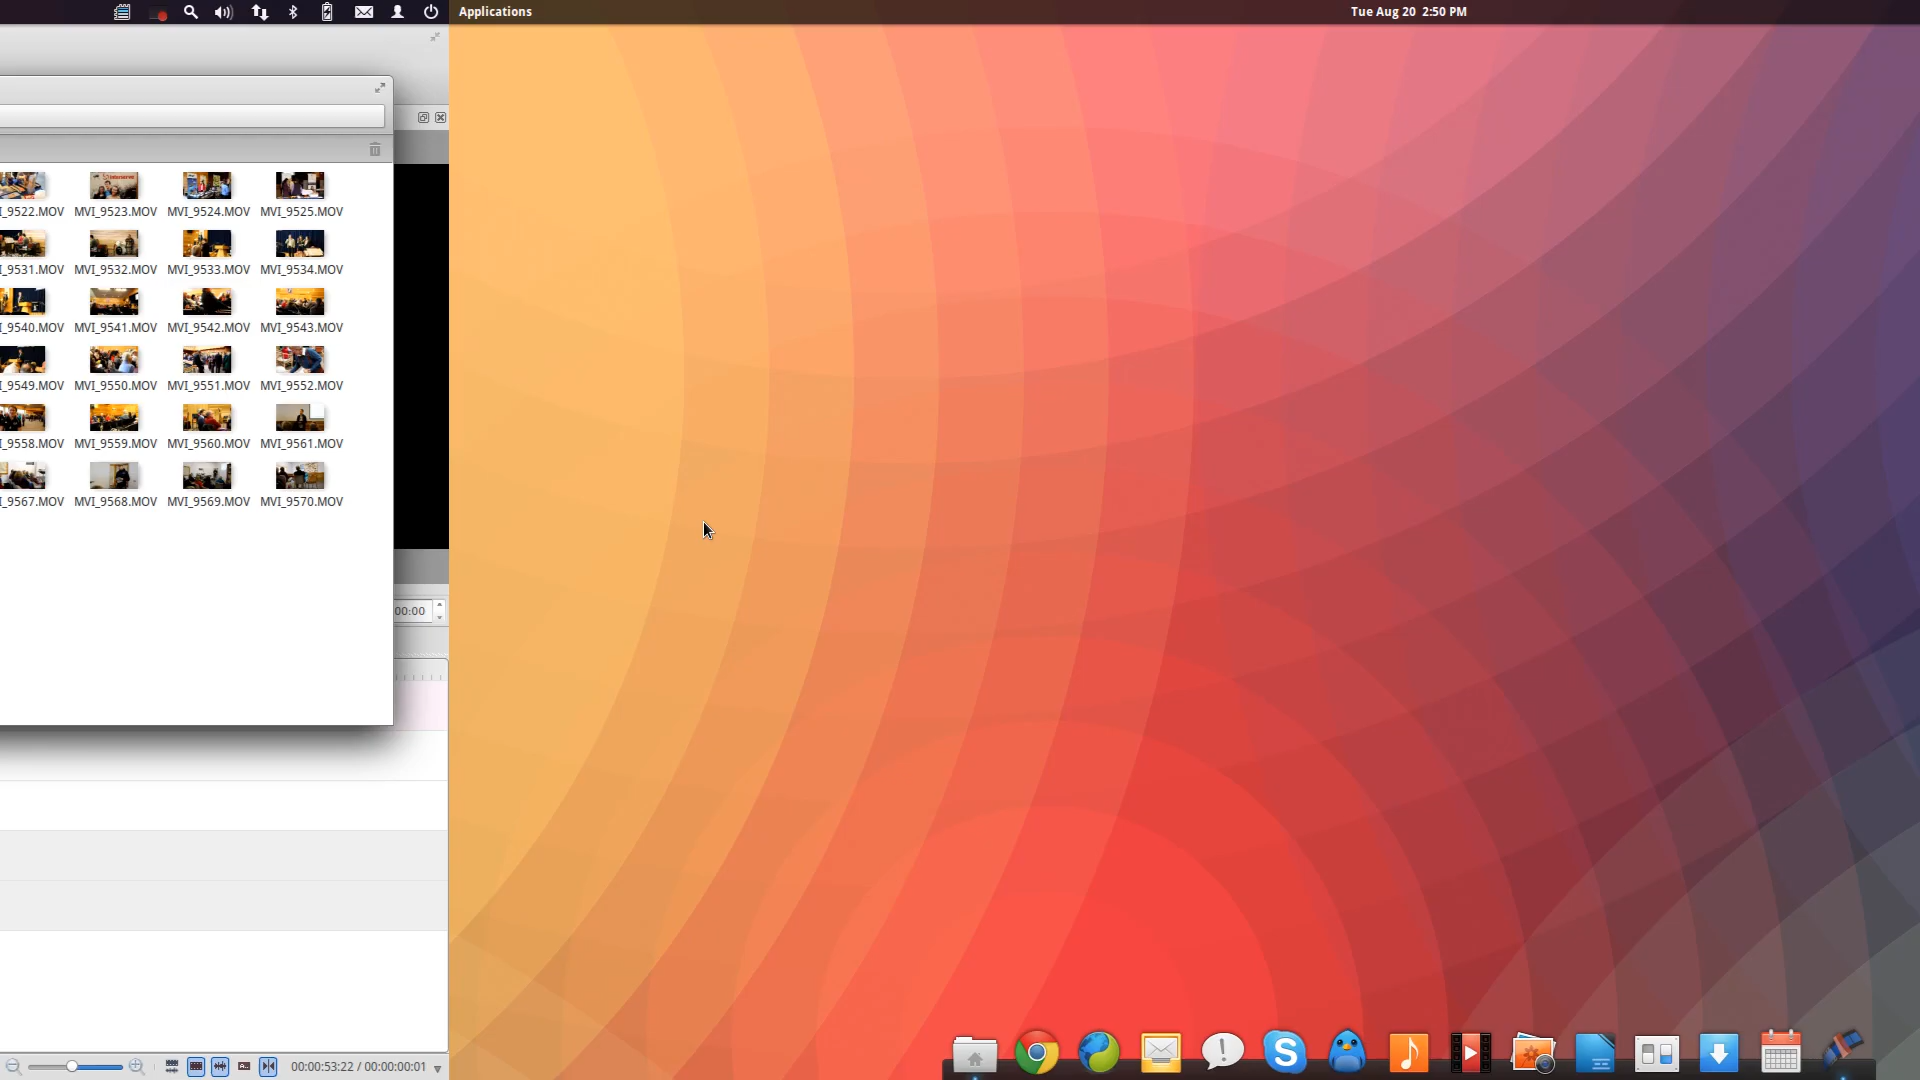 Applications
Tue Aug 20 2:50 PM
I_9522.MOV MVI_9523.MOV MVI_9524.MOV MVI_9525.MOV
I_9531.MOV MVI_9532.MOV MVI_9533.MOV MVI_9534.MOV
I_9540.MOV MVI_9541.MOV MVI_9542.MOV MVI_9543.MOV
I_9549.MOV MVI_9550.MOV MVI_9551.MOV MVI_9552.MOV
I_9558.MOV MVI_9559.MOV MVI_9560.MOV MVI_9561.MOV
I_9567.MOV MVI_9568.MOV MVI_9569.MOV MVI_9570.MOV
00:00
00:00:53:22 / 00:00:00:01